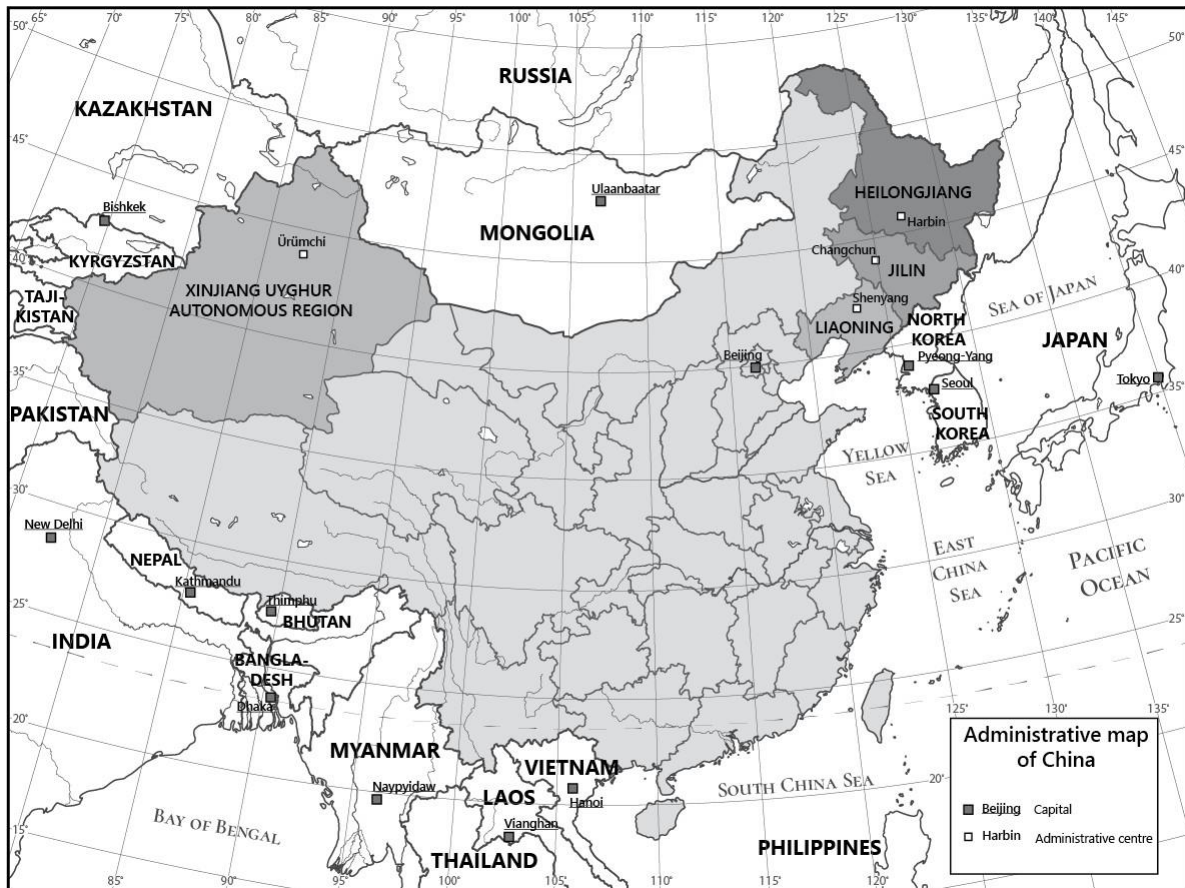 65° 70° 75° 80° 85° 90° 95° 100° 105° 110° 115° 120° 125° 130° 135° 140° 145°
50°
50°
RUSSIA
KAZAKHSTAN
45°
45°
Ulaanbaatar
HEILONGJIANG
Bishkek
Harbin
MONGOLIA
Ürümchi
Changchun
40°
KYRGYZSTAN
40°
JILIN
XINJIANG UYGHUR
AUTONOMOUS REGION
TAJI-
KISTAN
Shenyang
SEA OF JAPAN
LIAONING
NORTH
KOREA
JAPAN
35°
Beijing
Pyeong-Yang
Tokyo
Seoul
35°
PAKISTAN
SOUTH
KOREA
YELLOW
SEA
30°
30°
New Delhi
EAST
CHINA
SEA
PACIFIC
OCEAN
NEPAL
Kathmandu
Thimphu
BHUTAN
25°
25°
INDIA
BANGLA-
DESH
Dhaka
125° 130° 135°
20°
MYANMAR
VIETNAM
Naypyidaw
LAOS
Hanoi
SOUTH CHINA SEA
20°
BAY OF BENGAL
Vianghan
15°
THAILAND
PHILIPPINES
85° 90° 95° 100° 105° 110° 115° 120°
Administrative map
of China
Beijing Capital
Harbin Administrative centre